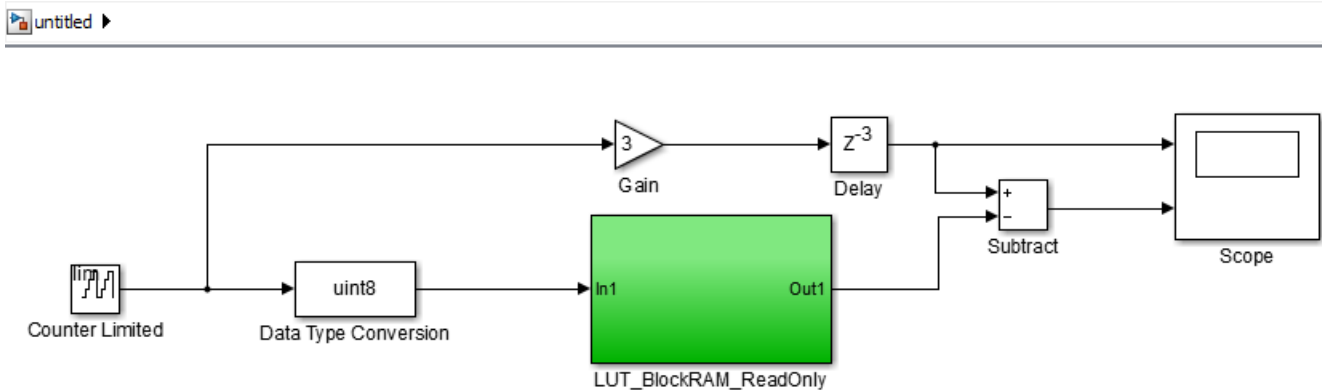 untitled
3
Gain
Z-3
Delay
+
−
Subtract
Scope
lim
Counter Limited
uint8
Data Type Conversion
In1
Out1
LUT_BlockRAM_ReadOnly